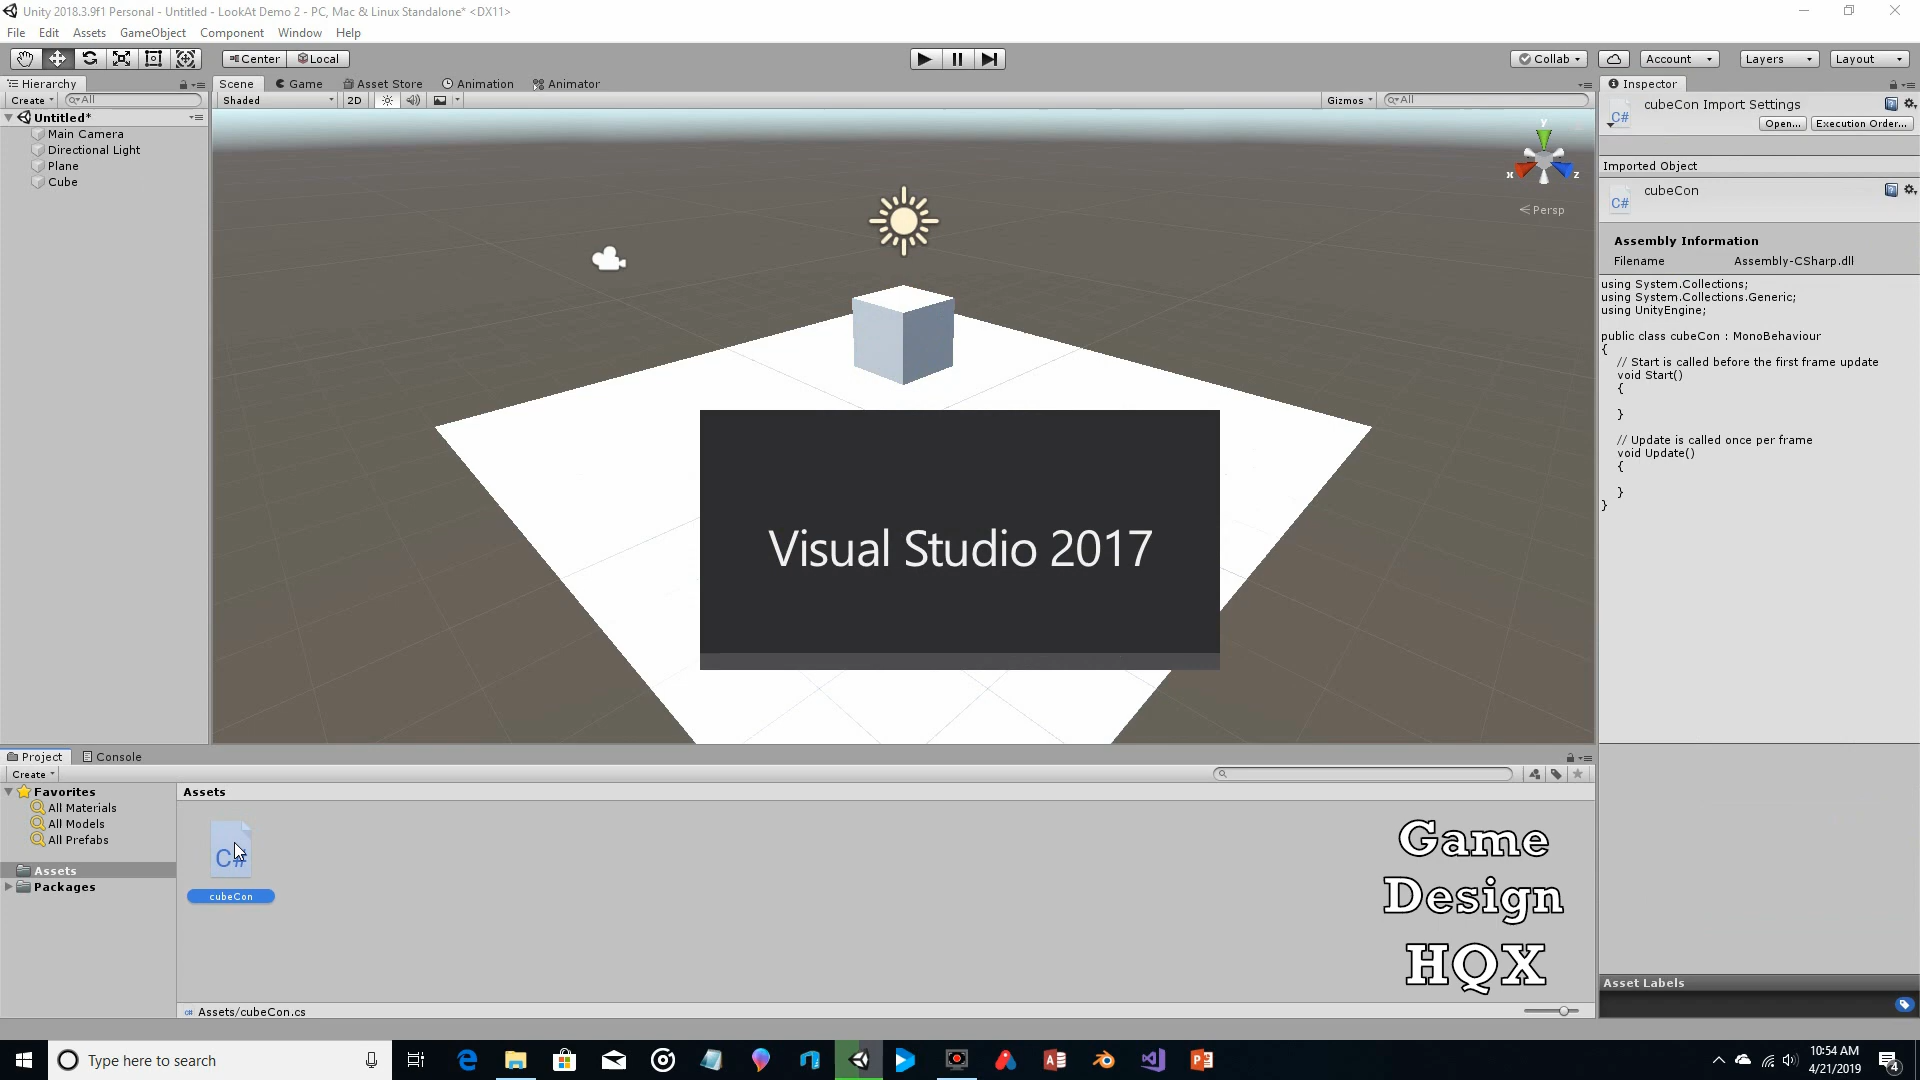 Unity 2018.3.9f1 Personal - Untitled - LookAt Demo 2 - PC, Mac & Linux Standalone* <DX11>
File Edit Assets GameObject Component Window Help
Center Local Collab Account Layers Layout
Hierarchy
Create All
Untitled*
Main Camera
Directional Light
Plane
Cube
Scene Game Asset Store Animation Animator
Shaded 2D Gizmos All
y
x z
Persp
Visual Studio 2017
Inspector
cubeCon Import Settings
C#
Open... Execution Order...
Imported Object
cubeCon
C#
Assembly Information
Filename Assembly-CSharp.dll
using System.Collections;
using System.Collections.Generic;
using UnityEngine;
public class cubeCon : MonoBehaviour
{
// Start is called before the first frame update
void Start()
{
}
// Update is called once per frame
void Update()
{
}
}
Project Console
Create
Favorites
All Materials
All Models
All Prefabs
Assets
Packages
Assets
C#
cubeCon
Assets/cubeCon.cs
Game
Design
HQX
Asset Labels
Type here to search
10:54 AM
4/21/2019
4